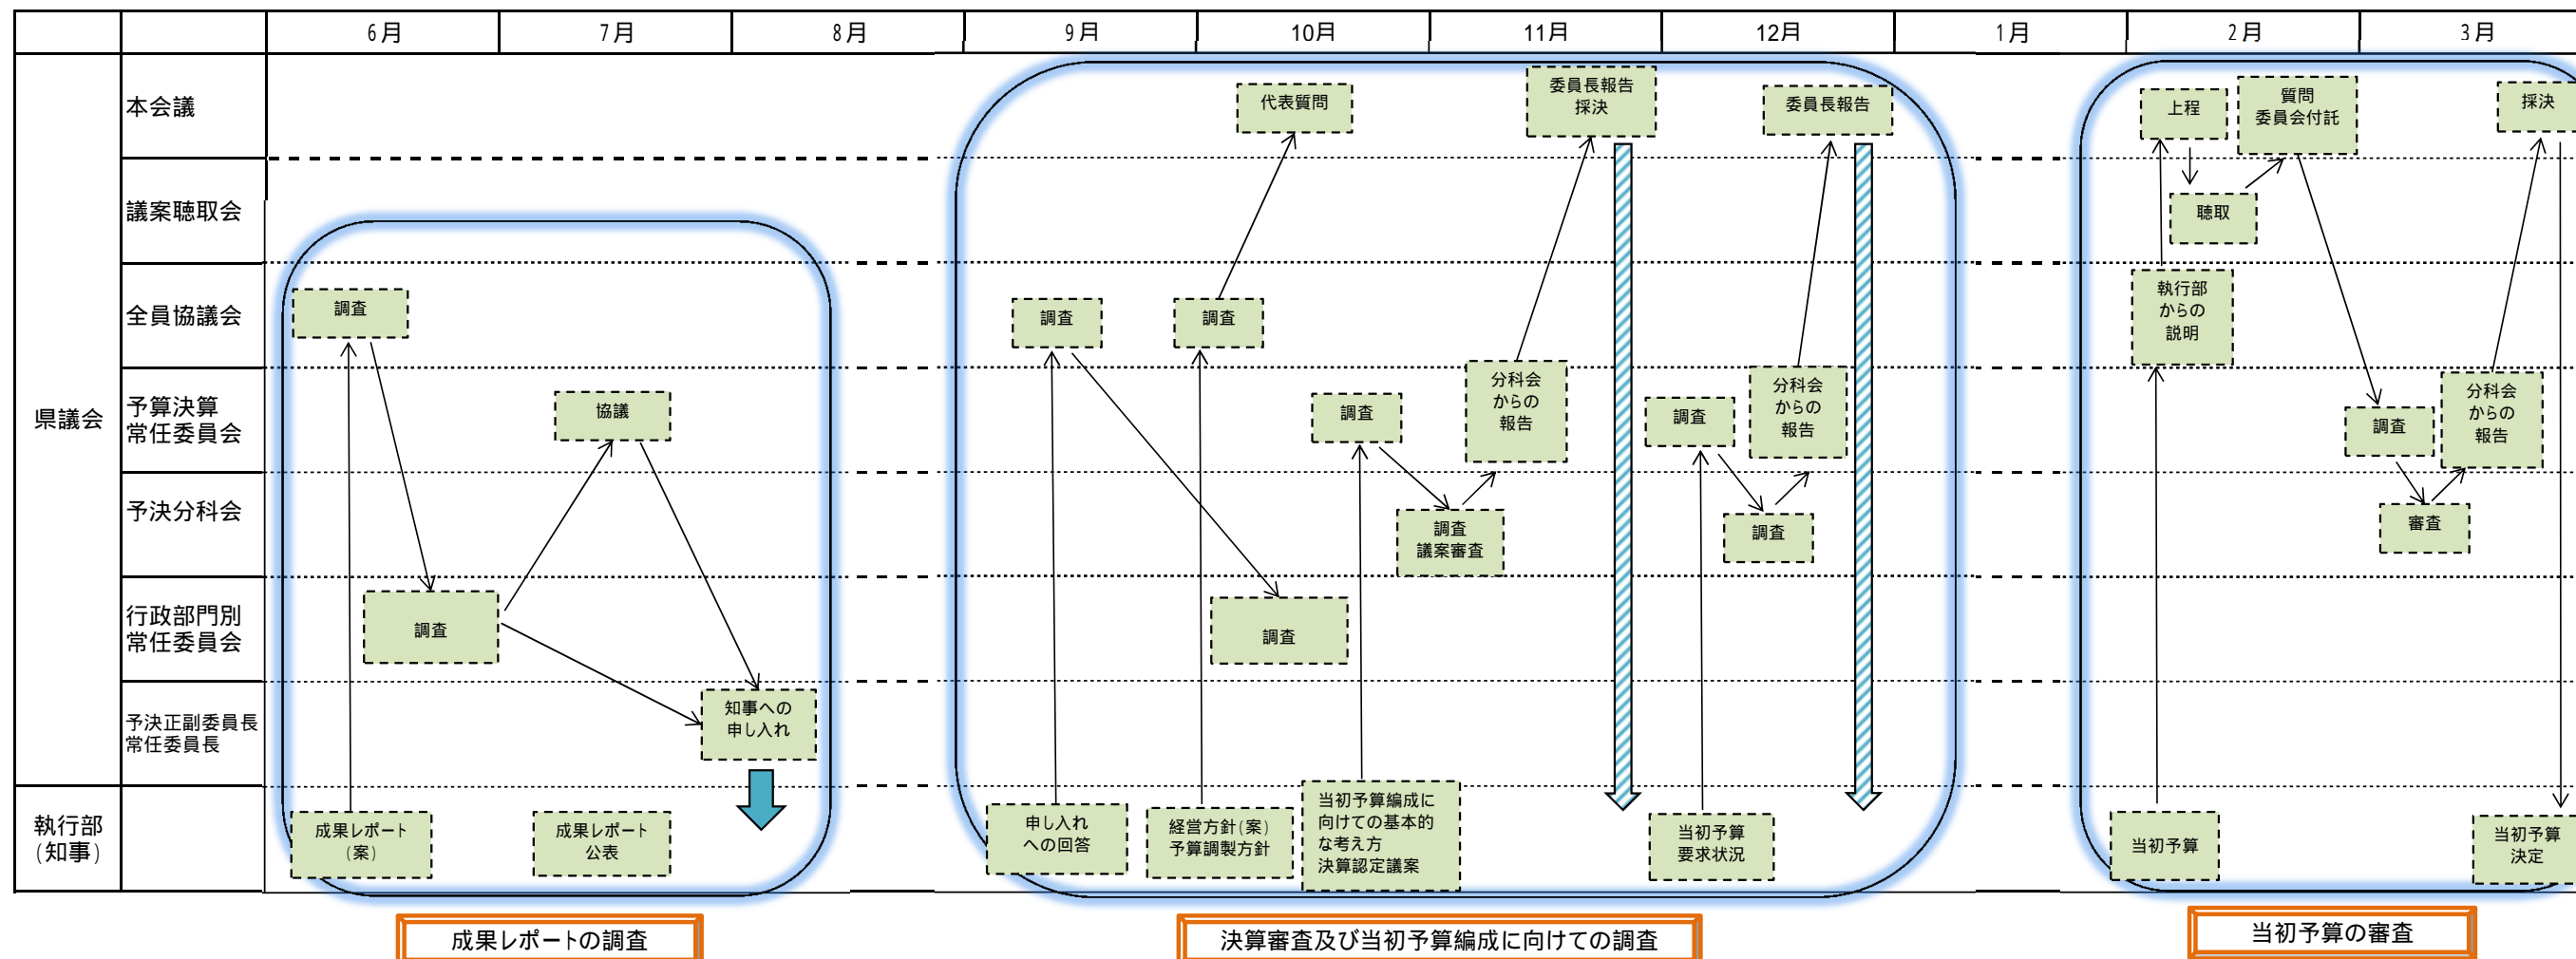 6月
7月
8月
9月
10月
11月
12月
1月
2月
3月
県議会
本会議
代表質問
委員長報告
採決
委員長報告
上程
質問
委員会付託
採決
議案聴取会
聴取
全員協議会
調査
調査
調査
執行部
からの
説明
予算決算
常任委員会
協議
調査
分科会
からの
報告
調査
分科会
からの
報告
調査
分科会
からの
報告
予決分科会
調査
議案審査
調査
審査
行政部門別
常任委員会
調査
調査
予決正副委員長
常任委員長
知事への
申し入れ
執行部
(知事)
成果レポート
(案)
成果レポート
公表
申し入れ
への回答
経営方針(案)
予算調製方針
当初予算編成に
向けての基本的
な考え方
決算認定議案
当初予算
要求状況
当初予算
当初予算
決定
成果レポートの調査
決算審査及び当初予算編成に向けての調査
当初予算の審査